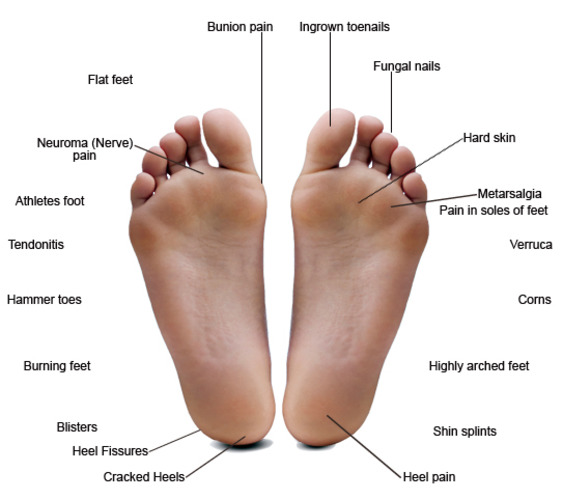 Bunion pain
Ingrown toenails
Fungal nails
Flat feet
Neuroma (Nerve)
pain
Hard skin
Athletes foot
Metarsalgia
Pain in soles of feet
Tendonitis
Verruca
Hammer toes
Corns
Burning feet
Highly arched feet
Blisters
Shin splints
Heel Fissures
Cracked Heels
Heel pain